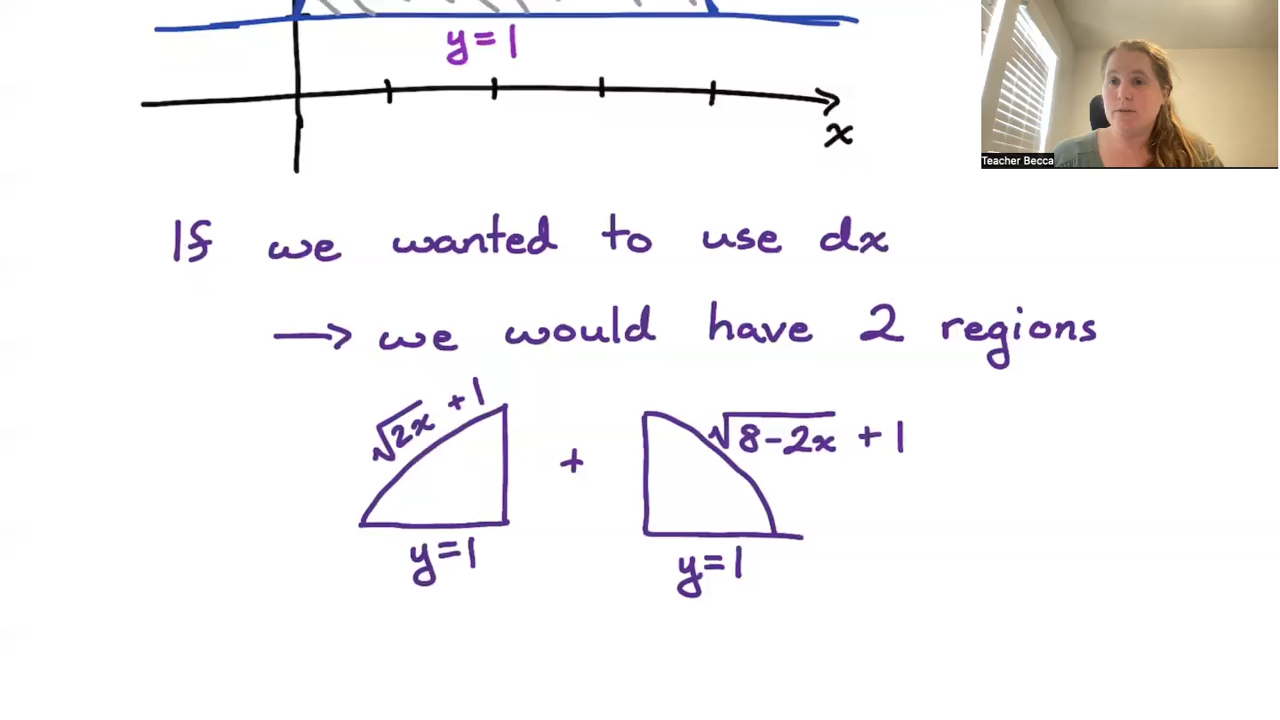 y = 1
x
Teacher Becca
If we wanted to use dx
→ we would have 2 regions
√2x + 1 + √8-2x + 1
y=1 y=1